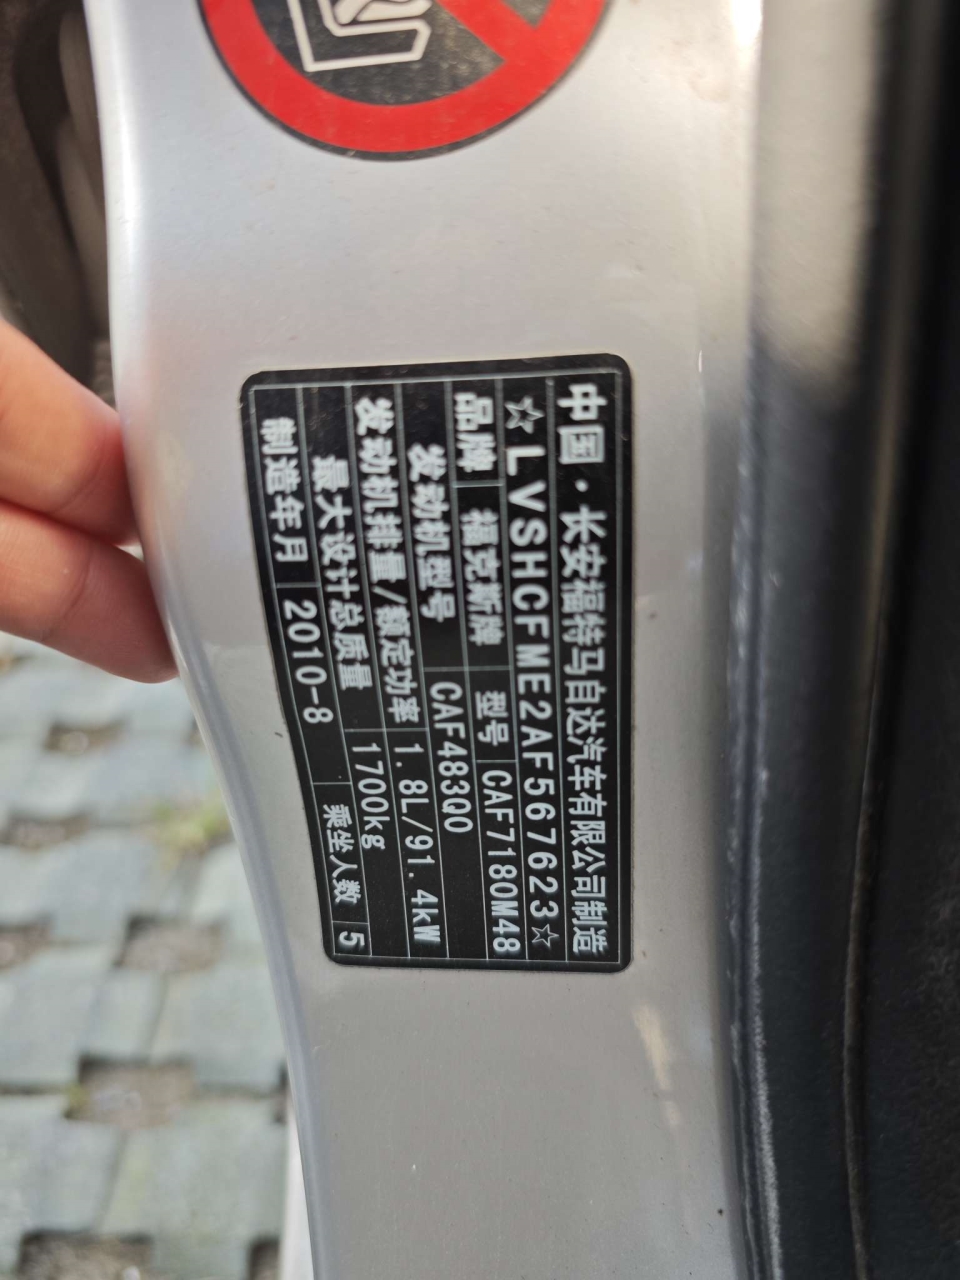 中国·长安福特马自达汽车有限公司制造
☆LVSHCFME2AF567623☆
品牌 福克斯牌 型号 CAF7180M48
发动机型号 CAF483Q0
发动机排量/额定功率 1.8L/91.4kW
最大设计总质量 1700kg
制造年月 2010-8 乘坐人数 5